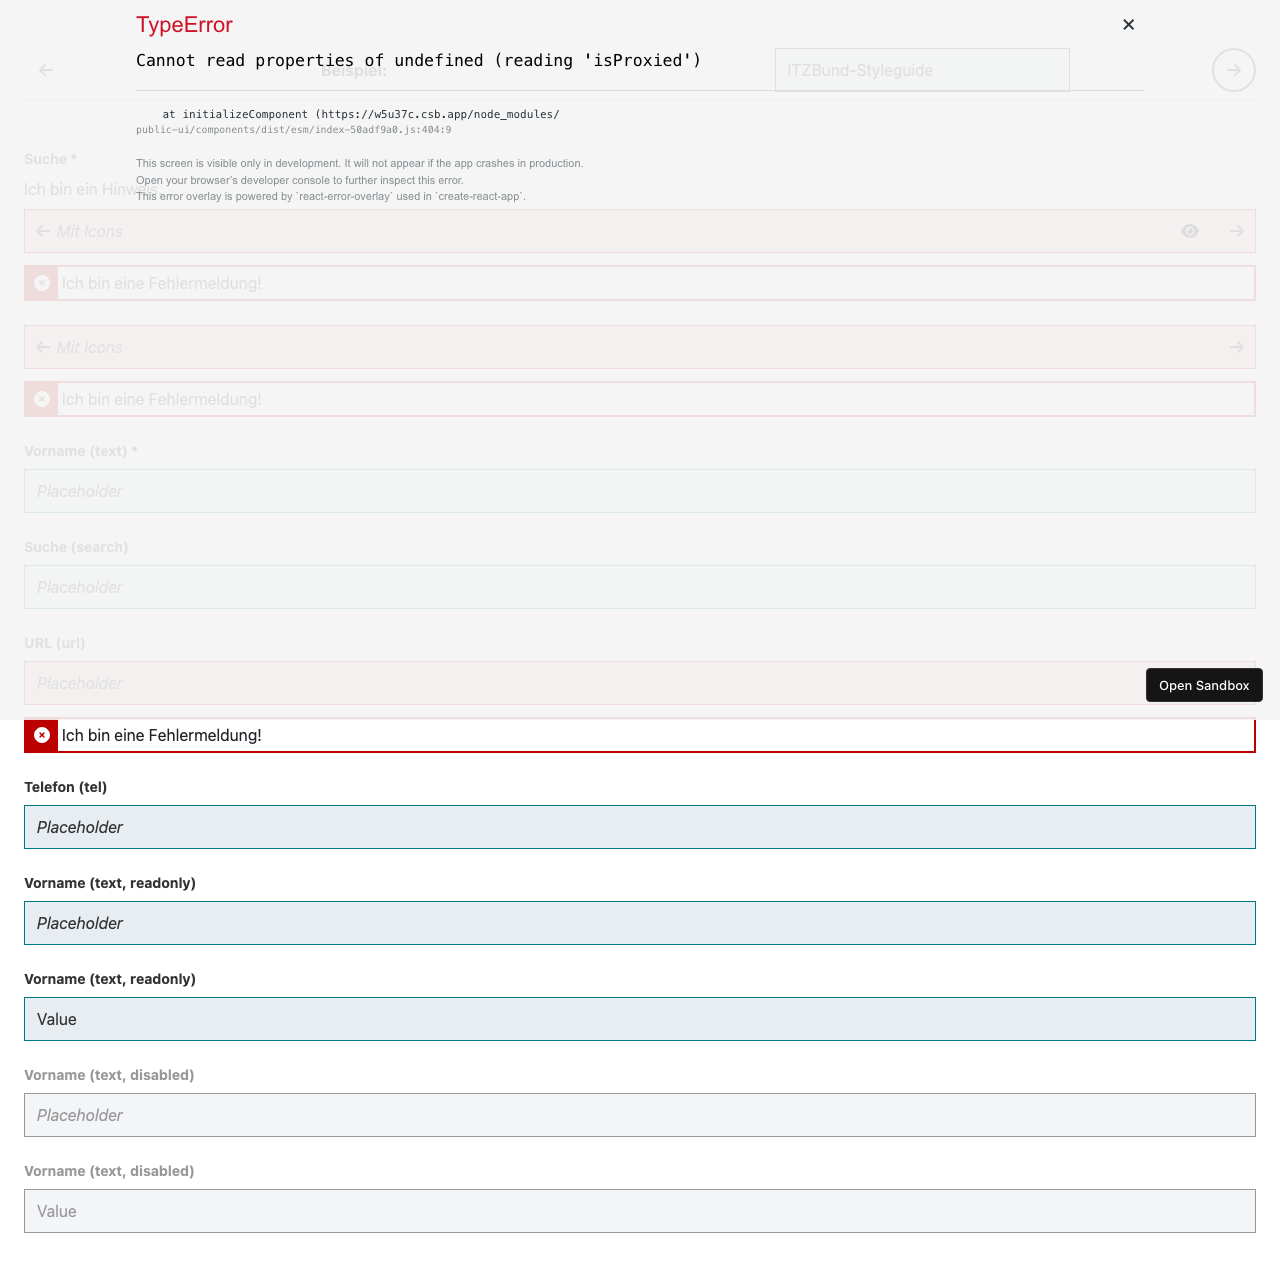 TypeError
Cannot read properties of undefined (reading 'isProxied')
Beispiel:
ITZBund-Styleguide
at initializeComponent (https://w5u37c.csb.app/node_modules/
public-ui/components/dist/esm/index-50adf9a0.js:404:9
This screen is visible only in development. It will not appear if the app crashes in production.
Open your browser's developer console to further inspect this error.
This error overlay is powered by `react-error-overlay` used in `create-react-app`.
Suche *
Ich bin ein Hinweis.
Mit Icons
Ich bin eine Fehlermeldung!
Mit Icons
Ich bin eine Fehlermeldung!
Vorname (text) *
Placeholder
Suche (search)
Placeholder
URL (url)
Placeholder
Open Sandbox
Ich bin eine Fehlermeldung!
Telefon (tel)
Placeholder
Vorname (text, readonly)
Placeholder
Vorname (text, readonly)
Value
Vorname (text, disabled)
Placeholder
Vorname (text, disabled)
Value